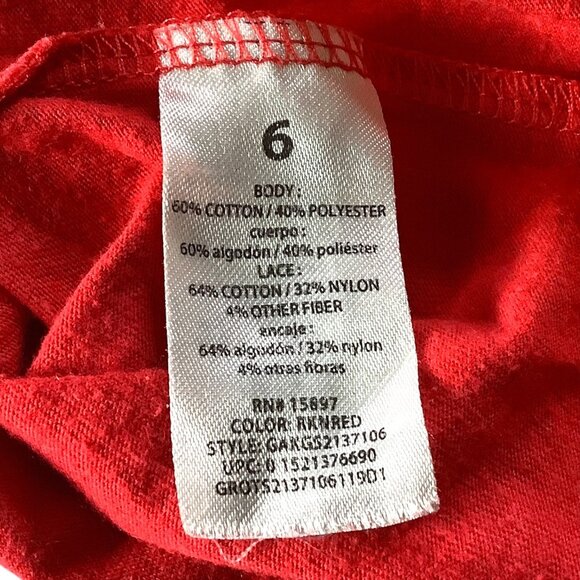 6
BODY :
60% COTTON / 40% POLYESTER
cuerpo :
60% algodón / 40% poliéster
LACE :
64% COTTON / 32% NYLON
4% OTHER FIBER
encaje :
64% algodón / 32% nylon
4% otras fibras
RN# 15897
COLOR: RKNRED
STYLE: GAKGS2137106
UPC: 0 1521376690
GROTS2137106119D1